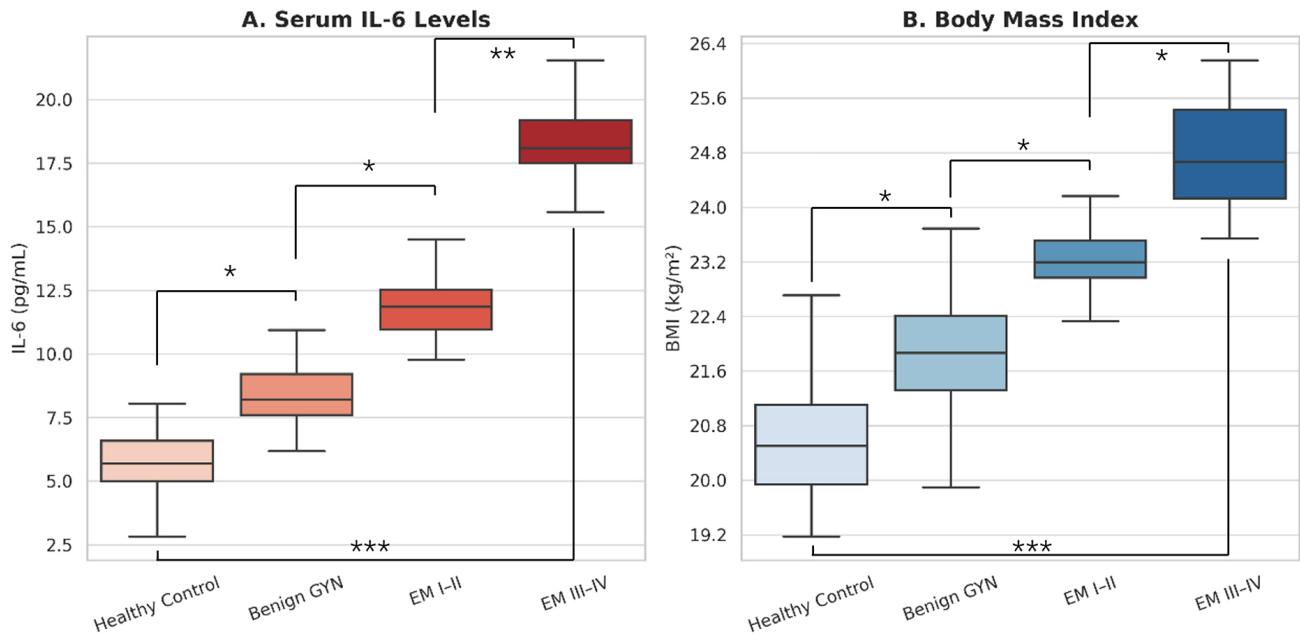 A. Serum IL-6 Levels
IL-6 (pg/mL)
20.0
17.5
15.0
12.5
10.0
7.5
5.0
2.5
**
*
*
***
Healthy Control
Benign GYN
EM I–II
EM III–IV
B. Body Mass Index
BMI (kg/m²)
26.4
25.6
24.8
24.0
23.2
22.4
21.6
20.8
20.0
19.2
*
*
*
***
Healthy Control
Benign GYN
EM I–II
EM III–IV